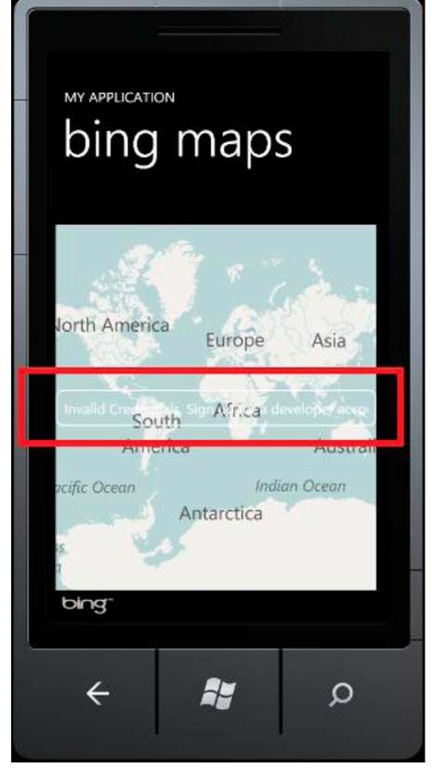 MY APPLICATION
bing maps
North America
Europe
Asia
Invalid Credentials. Sign developer acco
Africa
South
America
Australi
acific Ocean
Indian Ocean
Antarctica
bing™